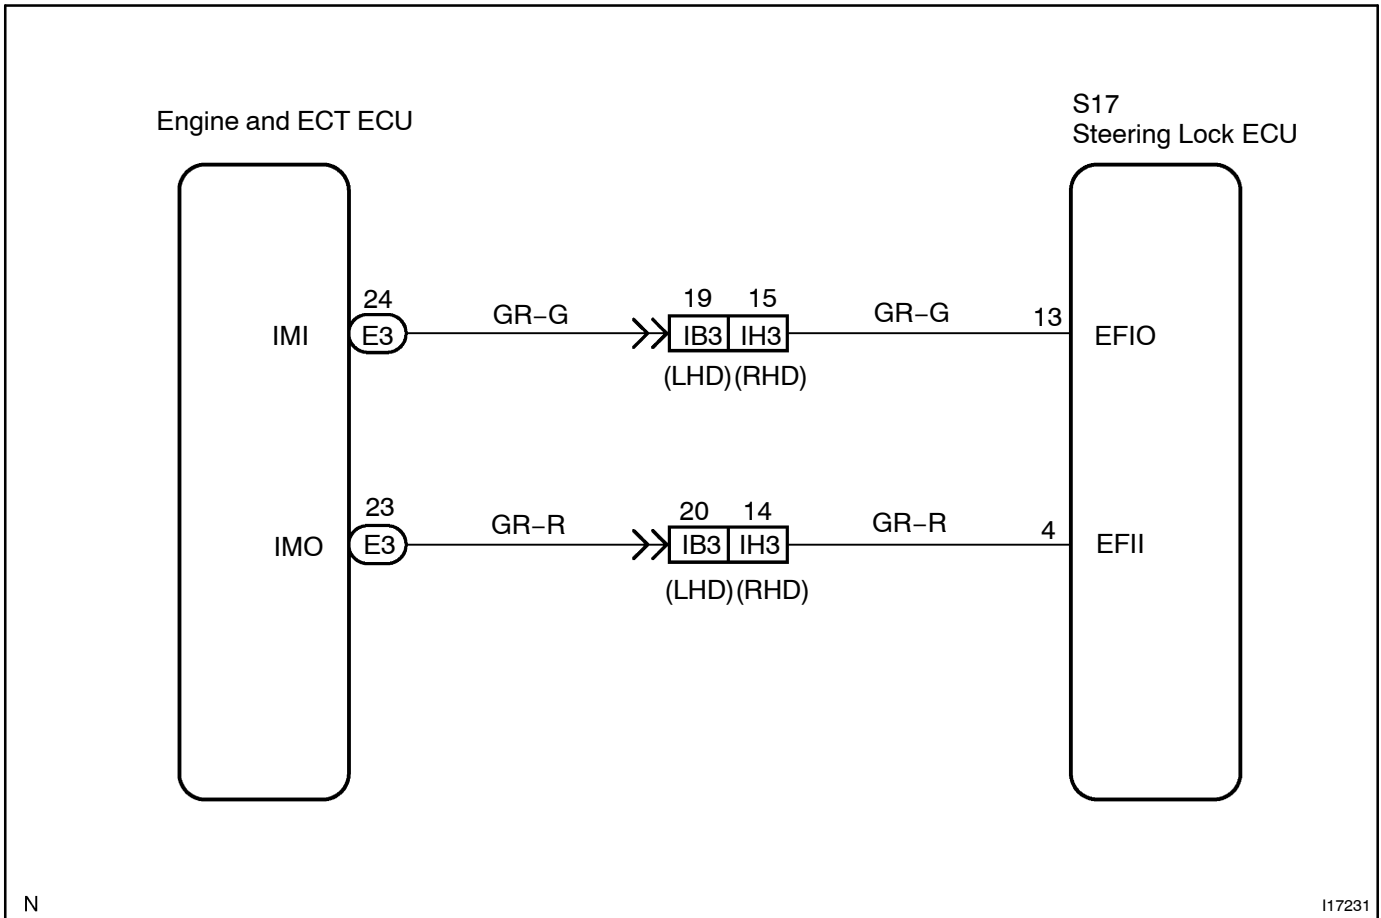 S17
Engine and ECT ECU
Steering Lock ECU
24
19 15
GR–G
GR–G
13
IMI
E3
IB3 IH3
EFIO
(LHD) (RHD)
23
20 14
GR–R
GR–R
4
IMO
E3
IB3 IH3
EFII
(LHD) (RHD)
N
I17231